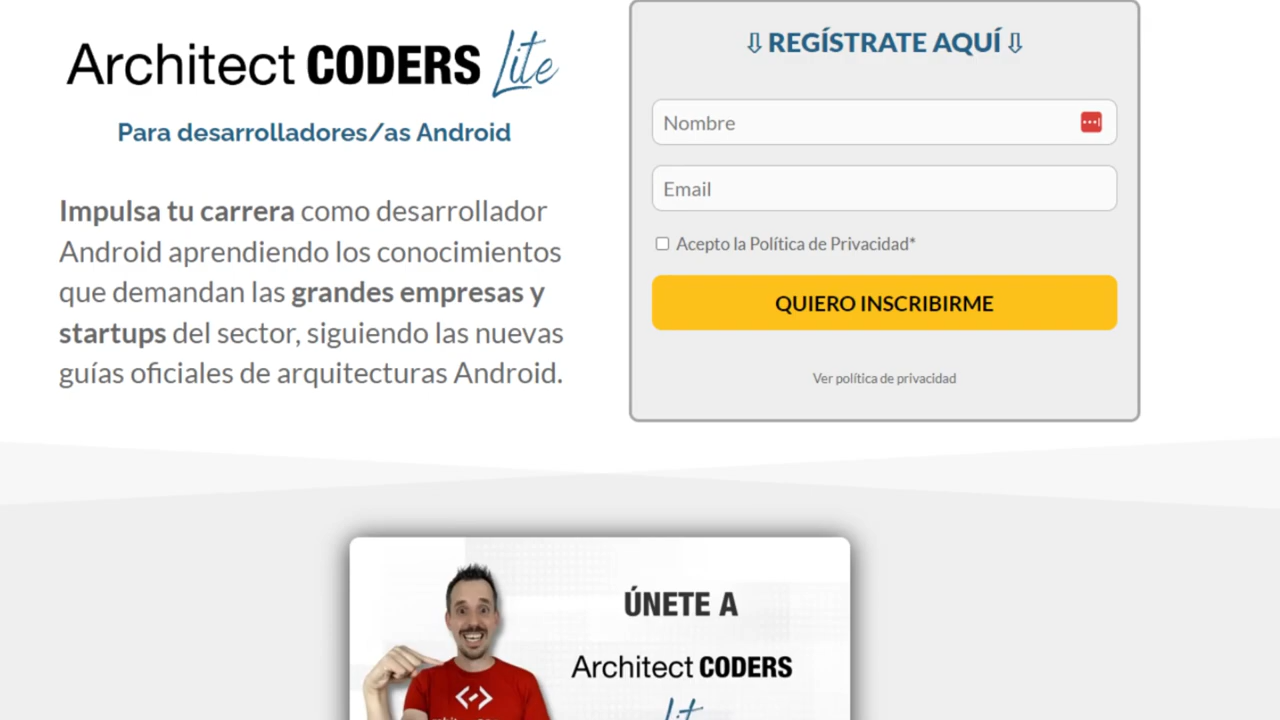 Architect CODERS Lite
Para desarrolladores/as Android
Impulsa tu carrera como desarrollador
Android aprendiendo los conocimientos
que demandan las grandes empresas y
startups del sector, siguiendo las nuevas
guías oficiales de arquitecturas Android.
⇩ REGÍSTRATE AQUÍ ⇩
Nombre
Email
Acepto la Política de Privacidad*
QUIERO INSCRIBIRME
Ver política de privacidad
ÚNETE A
Architect CODERS
Lite